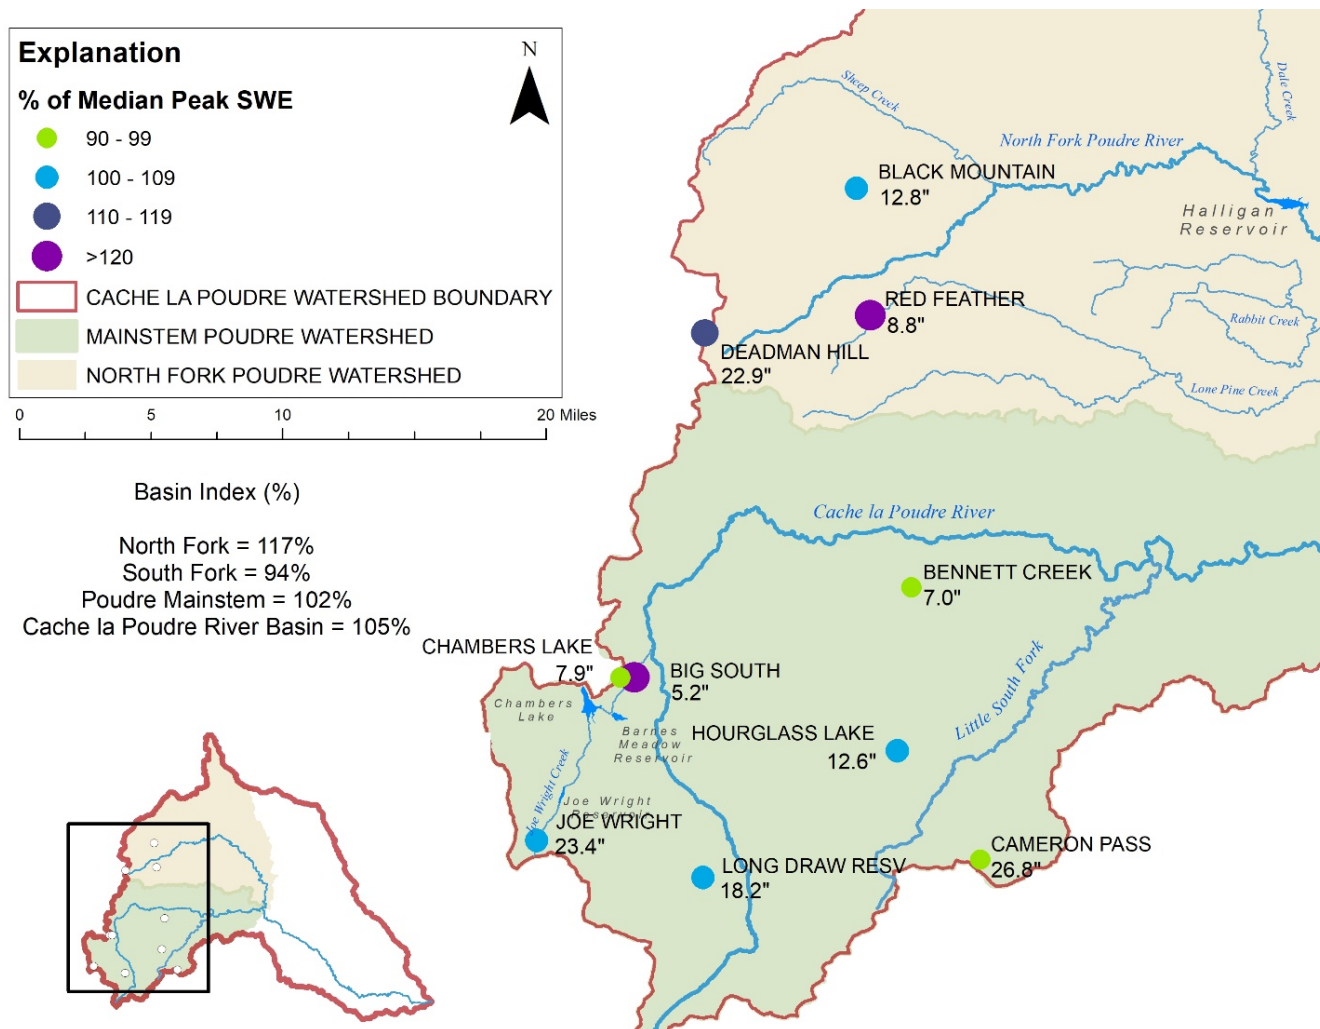 Explanation
N
% of Median Peak SWE
90 - 99
100 - 109
110 - 119
>120
CACHE LA POUDRE WATERSHED BOUNDARY
MAINSTEM POUDRE WATERSHED
NORTH FORK POUDRE WATERSHED
0 5 10 20 Miles
Basin Index (%)
North Fork = 117%
South Fork = 94%
Poudre Mainstem = 102%
Cache la Poudre River Basin = 105%
Sheep Creek
Dale Creek
North Fork Poudre River
BLACK MOUNTAIN
12.8"
Halligan
Reservoir
RED FEATHER
8.8"
Rabbit Creek
DEADMAN HILL
22.9"
Lone Pine Creek
Cache la Poudre River
BENNETT CREEK
7.0"
CHAMBERS LAKE
7.9"
BIG SOUTH
5.2"
Chambers
Lake
Barnes
Meadow
Reservoir
Little South Fork
HOURGLASS LAKE
12.6"
Joe Wright Creek
Joe Wright
Reservoir
JOE WRIGHT
23.4"
LONG DRAW RESV
18.2"
CAMERON PASS
26.8"